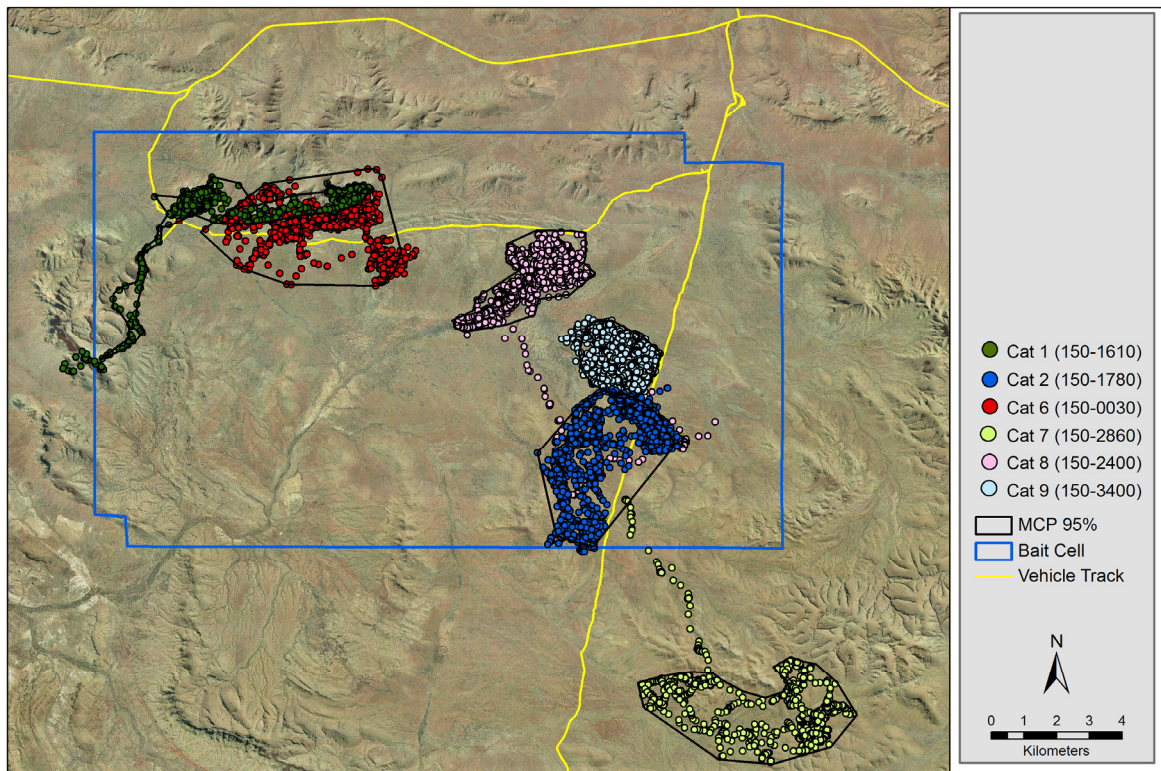 Cat 1 (150-1610)
Cat 2 (150-1780)
Cat 6 (150-0030)
Cat 7 (150-2860)
Cat 8 (150-2400)
Cat 9 (150-3400)
MCP 95%
Bait Cell
Vehicle Track
N
0 1 2 3 4
Kilometers